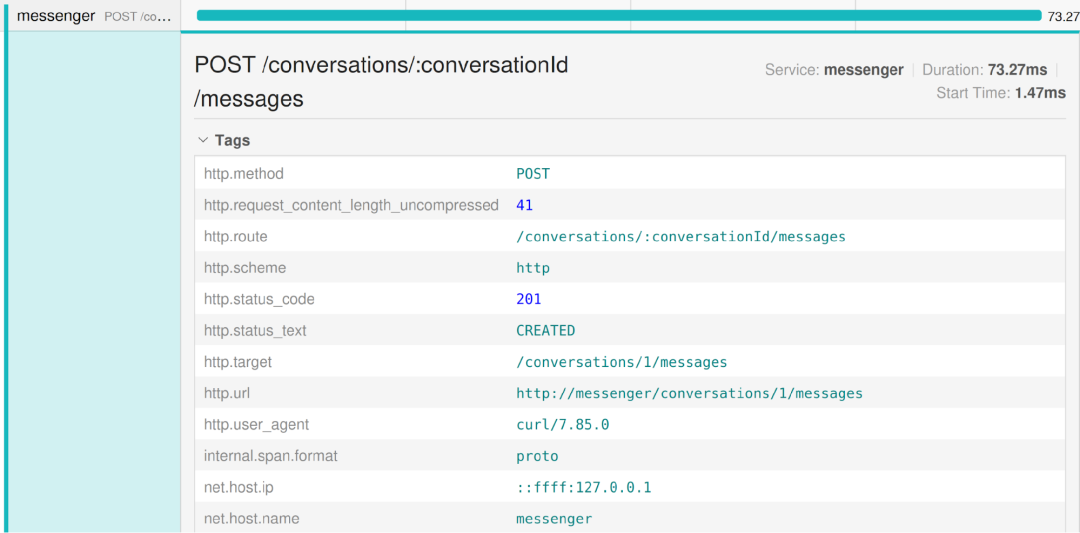 messenger POST /co… 73.27
POST /conversations/:conversationId
/messages
Service: messenger | Duration: 73.27ms |
Start Time: 1.47ms
Tags
http.method POST
http.request_content_length_uncompressed 41
http.route /conversations/:conversationId/messages
http.scheme http
http.status_code 201
http.status_text CREATED
http.target /conversations/1/messages
http.url http://messenger/conversations/1/messages
http.user_agent curl/7.85.0
internal.span.format proto
net.host.ip ::ffff:127.0.0.1
net.host.name messenger